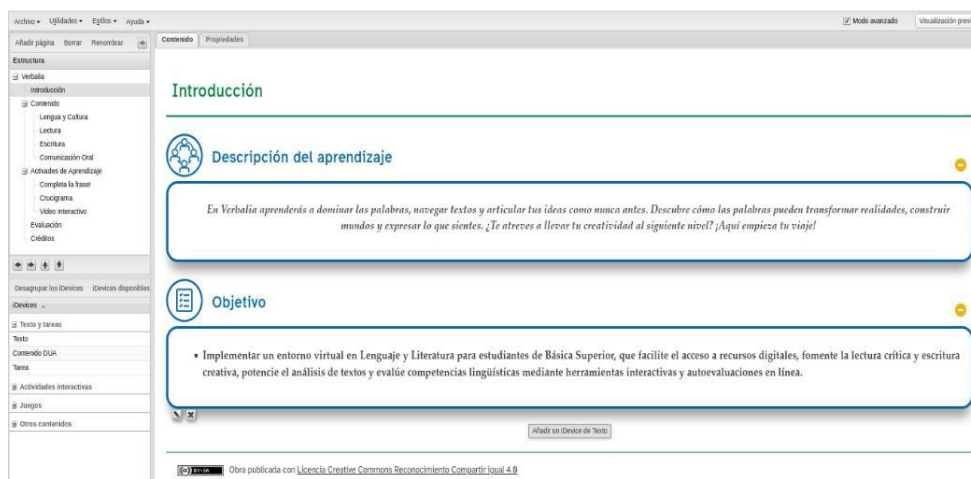 Archivo Utilidades Estilos Ayuda
Modo avanzado
Visualización previ
Añadir página Borrar Renombrar
Contenido Propiedades
Estructura
Verbalia
Introducción
Contenido
Lengua y Cultura
Lectura
Escritura
Comunicación Oral
Actividades de Aprendizaje
Completa la frase!
Crucigrama
Video Interactivo
Evaluación
Créditos
Desagrupar los iDevices iDevices disponibles
iDevices
Texto y tareas
Texto
Contenido DUA
Tarea
Actividades interactivas
Juegos
Otros contenidos
Introducción
Descripción del aprendizaje
En Verbalia aprenderás a dominar las palabras, navegar textos y articular tus ideas como nunca antes. Descubre cómo las palabras pueden transformar realidades, construir
mundos y expresar lo que sientes. ¿Te atreves a llevar tu creatividad al siguiente nivel? ¡Aquí empieza tu viaje!
Objetivo
Implementar un entorno virtual en Lenguaje y Literatura para estudiantes de Básica Superior, que facilite el acceso a recursos digitales, fomente la lectura crítica y escritura
creativa, potencie el análisis de textos y evalúe competencias lingüísticas mediante herramientas interactivas y autoevaluaciones en línea.
Añadir un iDevice de Texto
Obra publicada con Licencia Creative Commons Reconocimiento Compartir igual 4.0